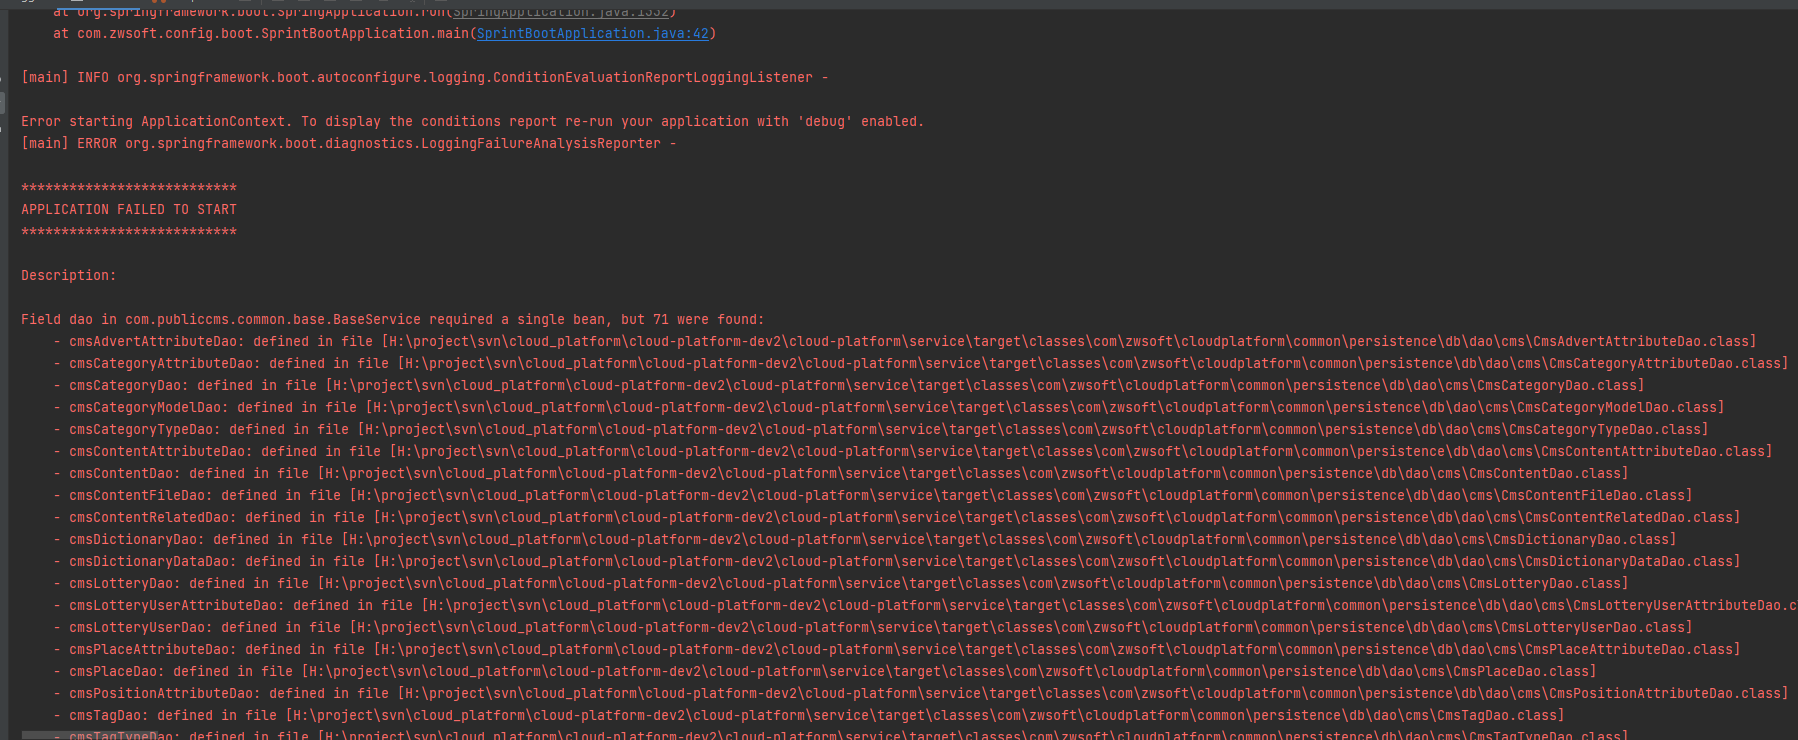 at org.springframework.boot.SpringApplication.run(SpringApplication.java:1332)
at com.zwsoft.config.boot.SprintBootApplication.main(SprintBootApplication.java:42)
[main] INFO org.springframework.boot.autoconfigure.logging.ConditionEvaluationReportLoggingListener -
Error starting ApplicationContext. To display the conditions report re-run your application with 'debug' enabled.
[main] ERROR org.springframework.boot.diagnostics.LoggingFailureAnalysisReporter -
***************************
APPLICATION FAILED TO START
***************************
Description:
Field dao in com.publiccms.common.base.BaseService required a single bean, but 71 were found:
- cmsAdvertAttributeDao: defined in file [H:\project\svn\cloud_platform\cloud-platform-dev2\cloud-platform\service\target\classes\com\zwsoft\cloudplatform\common\persistence\db\dao\cms\CmsAdvertAttributeDao.class]
- cmsCategoryAttributeDao: defined in file [H:\project\svn\cloud_platform\cloud-platform-dev2\cloud-platform\service\target\classes\com\zwsoft\cloudplatform\common\persistence\db\dao\cms\CmsCategoryAttributeDao.class]
- cmsCategoryDao: defined in file [H:\project\svn\cloud_platform\cloud-platform-dev2\cloud-platform\service\target\classes\com\zwsoft\cloudplatform\common\persistence\db\dao\cms\CmsCategoryDao.class]
- cmsCategoryModelDao: defined in file [H:\project\svn\cloud_platform\cloud-platform-dev2\cloud-platform\service\target\classes\com\zwsoft\cloudplatform\common\persistence\db\dao\cms\CmsCategoryModelDao.class]
- cmsCategoryTypeDao: defined in file [H:\project\svn\cloud_platform\cloud-platform-dev2\cloud-platform\service\target\classes\com\zwsoft\cloudplatform\common\persistence\db\dao\cms\CmsCategoryTypeDao.class]
- cmsContentAttributeDao: defined in file [H:\project\svn\cloud_platform\cloud-platform-dev2\cloud-platform\service\target\classes\com\zwsoft\cloudplatform\common\persistence\db\dao\cms\CmsContentAttributeDao.class]
- cmsContentDao: defined in file [H:\project\svn\cloud_platform\cloud-platform-dev2\cloud-platform\service\target\classes\com\zwsoft\cloudplatform\common\persistence\db\dao\cms\CmsContentDao.class]
- cmsContentFileDao: defined in file [H:\project\svn\cloud_platform\cloud-platform-dev2\cloud-platform\service\target\classes\com\zwsoft\cloudplatform\common\persistence\db\dao\cms\CmsContentFileDao.class]
- cmsContentRelatedDao: defined in file [H:\project\svn\cloud_platform\cloud-platform-dev2\cloud-platform\service\target\classes\com\zwsoft\cloudplatform\common\persistence\db\dao\cms\CmsContentRelatedDao.class]
- cmsDictionaryDao: defined in file [H:\project\svn\cloud_platform\cloud-platform-dev2\cloud-platform\service\target\classes\com\zwsoft\cloudplatform\common\persistence\db\dao\cms\CmsDictionaryDao.class]
- cmsDictionaryDataDao: defined in file [H:\project\svn\cloud_platform\cloud-platform-dev2\cloud-platform\service\target\classes\com\zwsoft\cloudplatform\common\persistence\db\dao\cms\CmsDictionaryDataDao.class]
- cmsLotteryDao: defined in file [H:\project\svn\cloud_platform\cloud-platform-dev2\cloud-platform\service\target\classes\com\zwsoft\cloudplatform\common\persistence\db\dao\cms\CmsLotteryDao.class]
- cmsLotteryUserAttributeDao: defined in file [H:\project\svn\cloud_platform\cloud-platform-dev2\cloud-platform\service\target\classes\com\zwsoft\cloudplatform\common\persistence\db\dao\cms\CmsLotteryUserAttributeDao.c
- cmsLotteryUserDao: defined in file [H:\project\svn\cloud_platform\cloud-platform-dev2\cloud-platform\service\target\classes\com\zwsoft\cloudplatform\common\persistence\db\dao\cms\CmsLotteryUserDao.class]
- cmsPlaceAttributeDao: defined in file [H:\project\svn\cloud_platform\cloud-platform-dev2\cloud-platform\service\target\classes\com\zwsoft\cloudplatform\common\persistence\db\dao\cms\CmsPlaceAttributeDao.class]
- cmsPlaceDao: defined in file [H:\project\svn\cloud_platform\cloud-platform-dev2\cloud-platform\service\target\classes\com\zwsoft\cloudplatform\common\persistence\db\dao\cms\CmsPlaceDao.class]
- cmsPositionAttributeDao: defined in file [H:\project\svn\cloud_platform\cloud-platform-dev2\cloud-platform\service\target\classes\com\zwsoft\cloudplatform\common\persistence\db\dao\cms\CmsPositionAttributeDao.class]
- cmsTagDao: defined in file [H:\project\svn\cloud_platform\cloud-platform-dev2\cloud-platform\service\target\classes\com\zwsoft\cloudplatform\common\persistence\db\dao\cms\CmsTagDao.class]
- cmsTagTypeDao: defined in file [H:\project\svn\cloud_platform\cloud-platform-dev2\cloud-platform\service\target\classes\com\zwsoft\cloudplatform\common\persistence\db\dao\cms\CmsTagTypeDao.class]